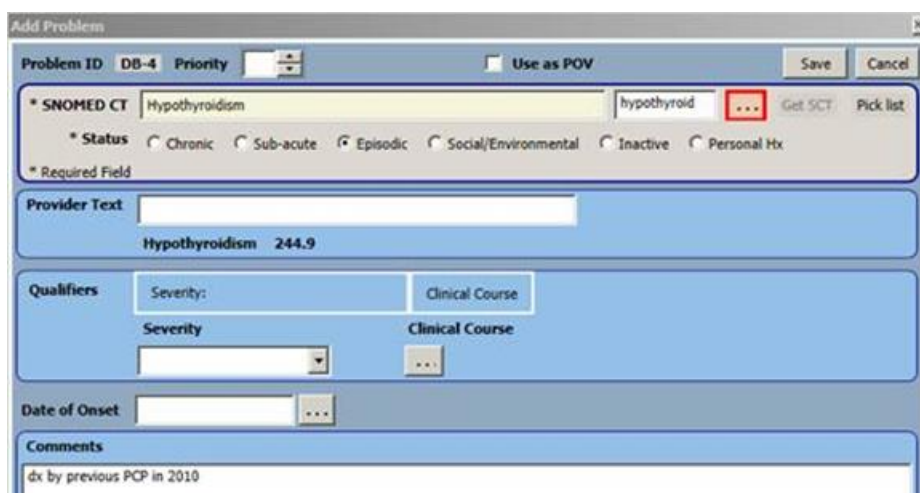 Add Problem
Problem ID DB-4 Priority Use as POV Save Cancel
* SNOMED CT Hypothyroidism hypothyroid ... Get SCT Pick list
* Status Chronic Sub-acute Episodic Social/Environmental Inactive Personal Hx
* Required Field
Provider Text
Hypothyroidism 244.9
Qualifiers Severity: Clinical Course
Severity Clinical Course
...
Date of Onset ...
Comments
dx by previous PCP in 2010